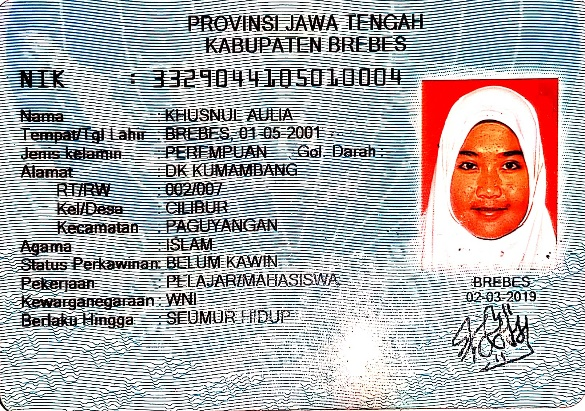 PROVINSI JAWA TENGAH
KABUPATEN BREBES
NIK : 3329044105010004
Nama : KHUSNUL AULIA
Tempat/Tgl Lahir : BREBES, 01-05-2001
Jenis kelamin : PEREMPUAN Gol. Darah :
Alamat : DK KUMAMBANG
RT/RW : 002/007
Kel/Desa : CILIBUR
Kecamatan : PAGUYANGAN
Agama : ISLAM
Status Perkawinan: BELUM KAWIN
Pekerjaan : PELAJAR/MAHASISWA
Kewarganegaraan : WNI
Berlaku Hingga : SEUMUR HIDUP
BREBES
02-03-2019